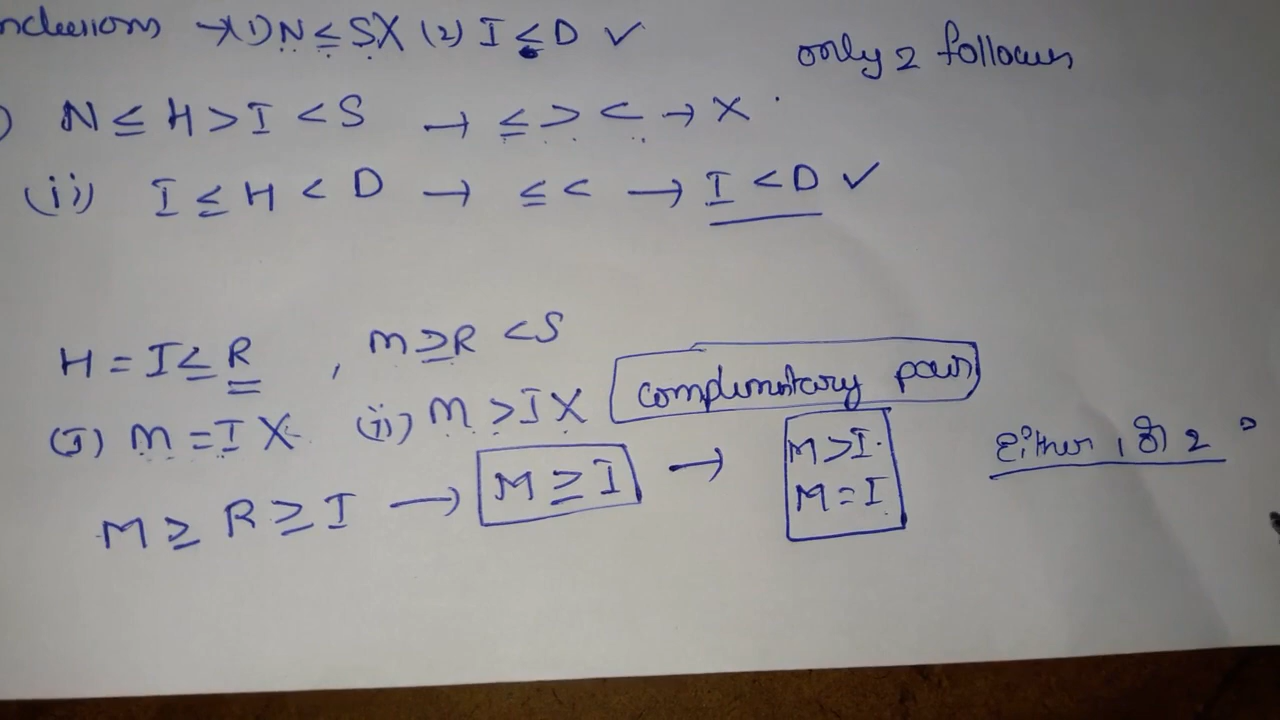 nclusions → 1) N ≤ S X (2) I ≤ D ✓
only 2 follows
) N ≤ H > I < S → ≤ > < → X
(ii) I ≤ H < D → ≤ < → I < D ✓
H = I ≤ R , M ≥ R < S
(I) M = I X (ii) M > I X complimentary pair
M ≥ R ≥ I → M ≥ I → M > I
M = I
Either 1 or 2